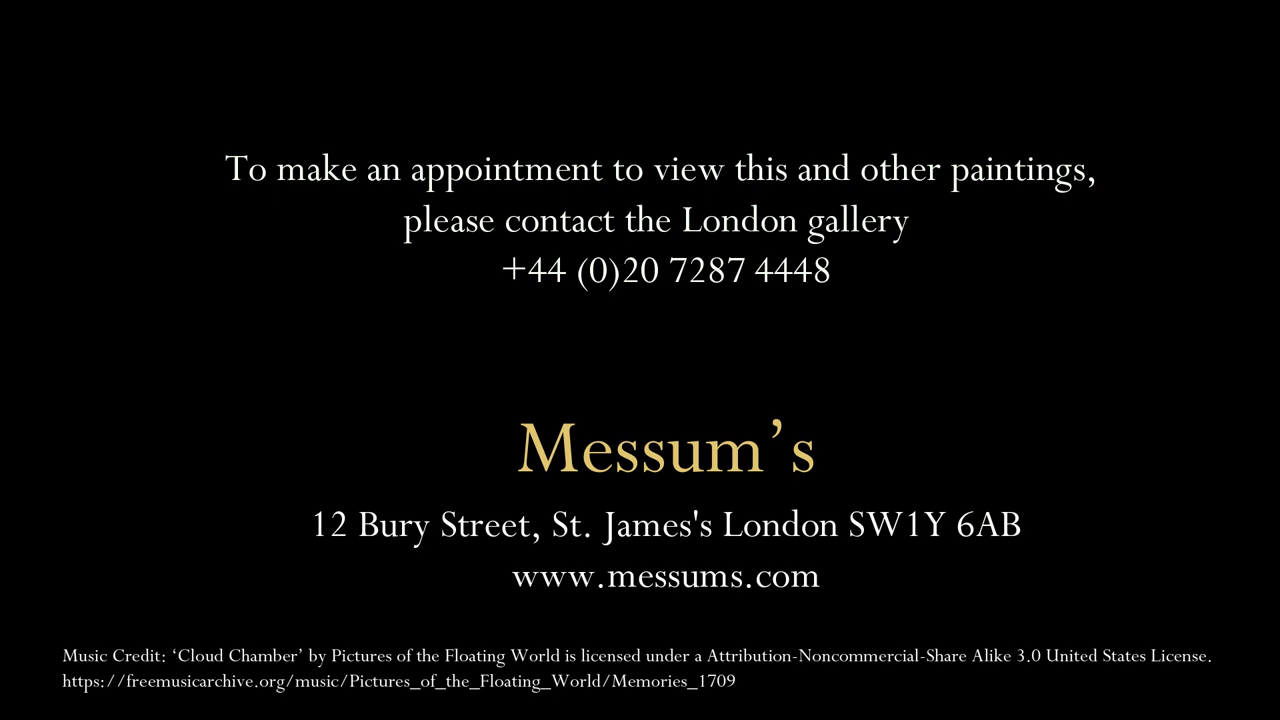 To make an appointment to view this and other paintings,
please contact the London gallery
+44 (0)20 7287 4448
Messum’s
12 Bury Street, St. James's London SW1Y 6AB
www.messums.com
Music Credit: ‘Cloud Chamber’ by Pictures of the Floating World is licensed under a Attribution-Noncommercial-Share Alike 3.0 United States License.
https://freemusicarchive.org/music/Pictures_of_the_Floating_World/Memories_1709